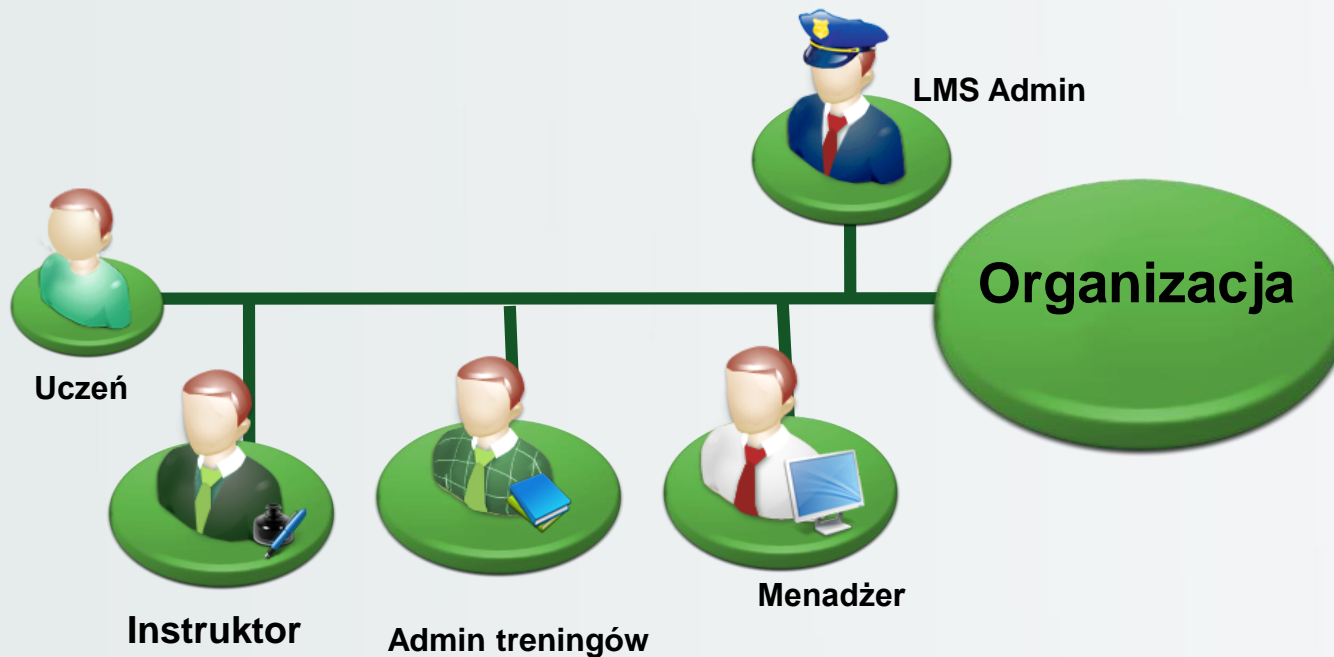 LMS Admin
Organizacja
Uczeń
Instruktor
Admin treningów
Menadżer